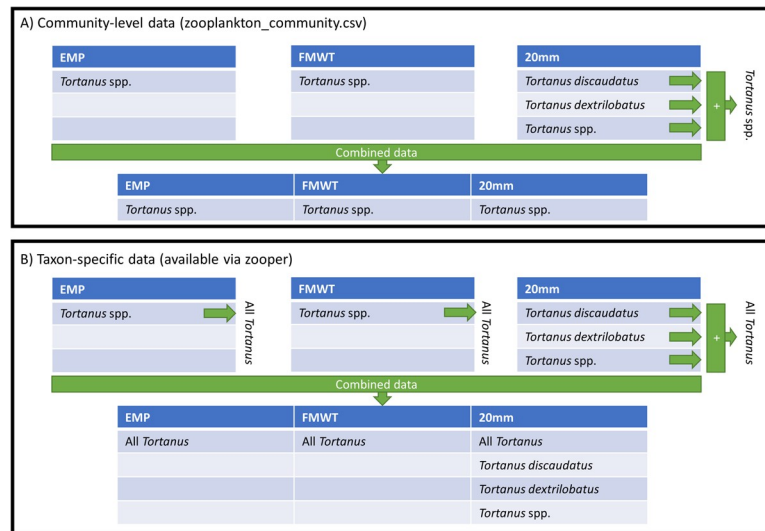 A) Community-level data (zooplankton_community.csv)
EMP
FMWT
20mm
Tortanus spp.
Tortanus spp.
Tortanus discaudatus
Tortanus dextrilobatus
Tortanus spp.
+
Tortanus spp.
Combined data
EMP
FMWT
20mm
Tortanus spp.
Tortanus spp.
Tortanus spp.
B) Taxon-specific data (available via zooper)
EMP
FMWT
20mm
Tortanus spp.
All Tortanus
Tortanus spp.
All Tortanus
Tortanus discaudatus
Tortanus dextrilobatus
Tortanus spp.
+
All Tortanus
Combined data
EMP
FMWT
20mm
All Tortanus
All Tortanus
All Tortanus
Tortanus discaudatus
Tortanus dextrilobatus
Tortanus spp.